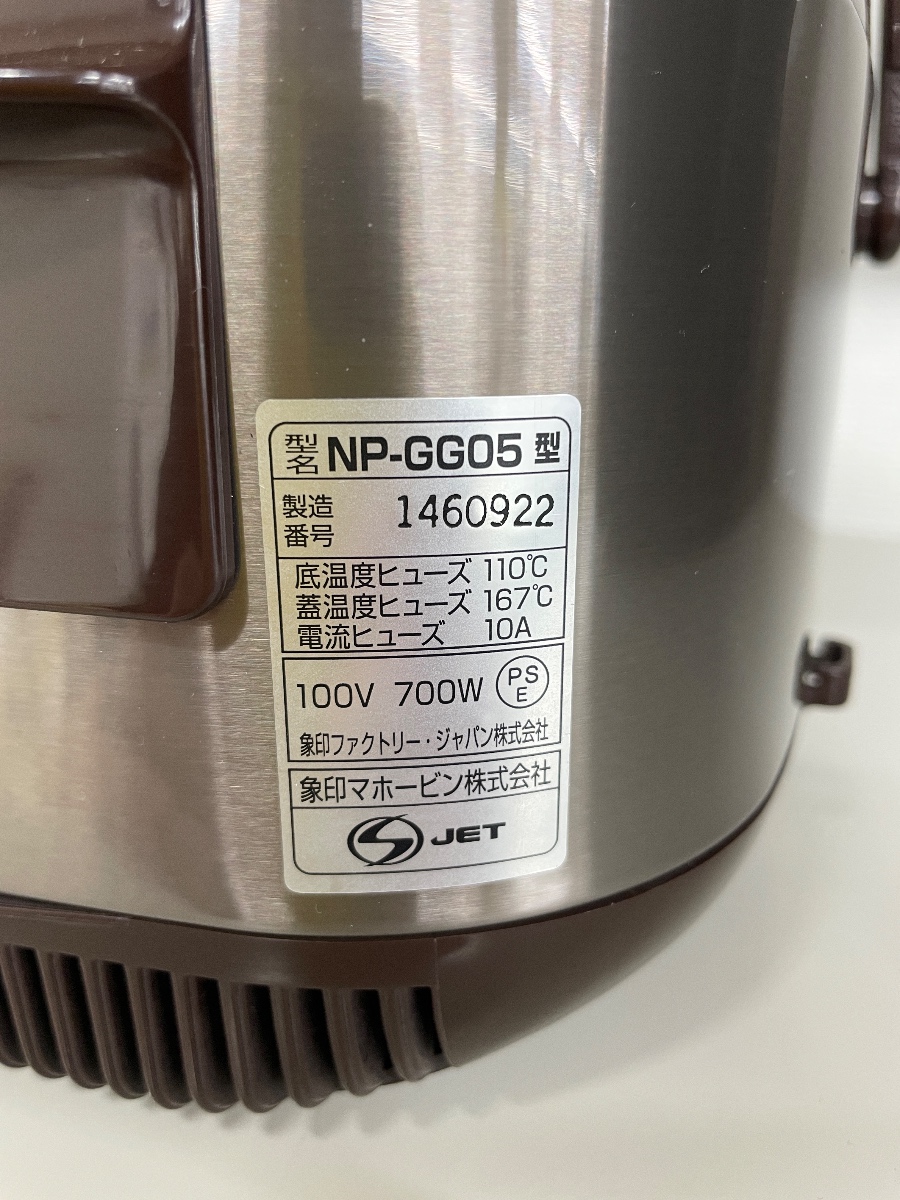 型名 NP-GG05 型
製造番号 1460922
底温度ヒューズ 110℃
蓋温度ヒューズ 167℃
電流ヒューズ 10A
100V 700W PSE
象印ファクトリー・ジャパン株式会社
象印マホービン株式会社
S JET